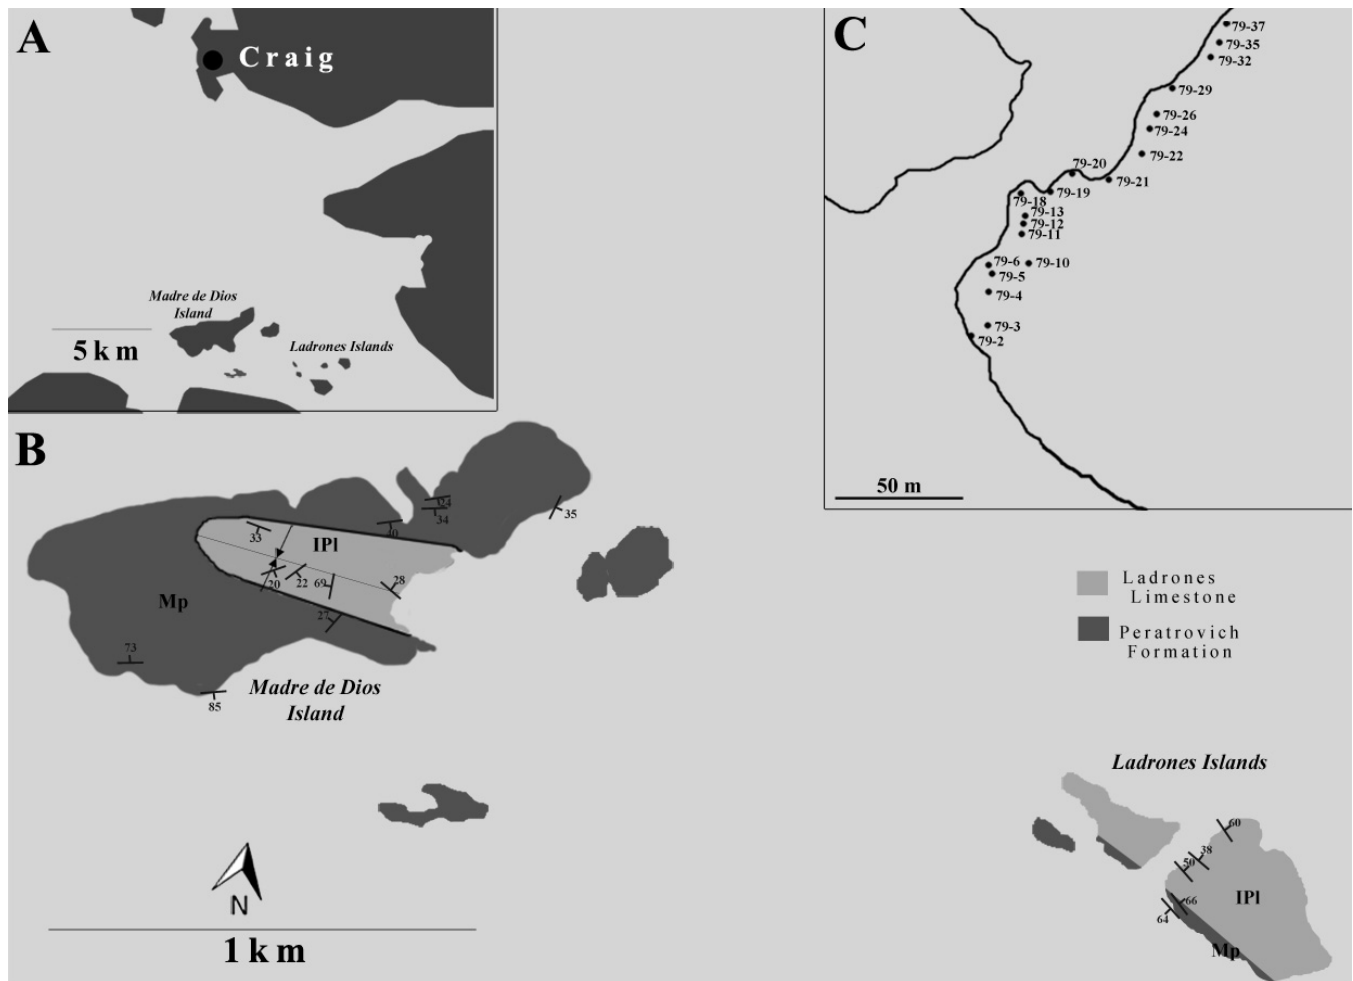 A
Craig
Madre de Dios
Island
5 km
Ladrones Islands
C
79-37
79-35
79-32
79-29
79-26
79-24
79-22
79-20
79-21
79-19
79-18
79-13
79-12
79-11
79-6
79-10
79-5
79-4
79-3
79-2
50 m
B
24
34
35
30
33
IPl
20
22
69
28
Mp
27
73
85
Madre de Dios
Island
Ladrones
Limestone
Peratrovich
Formation
Ladrones Islands
60
38
50
66
64
IPl
Mp
N
1 km